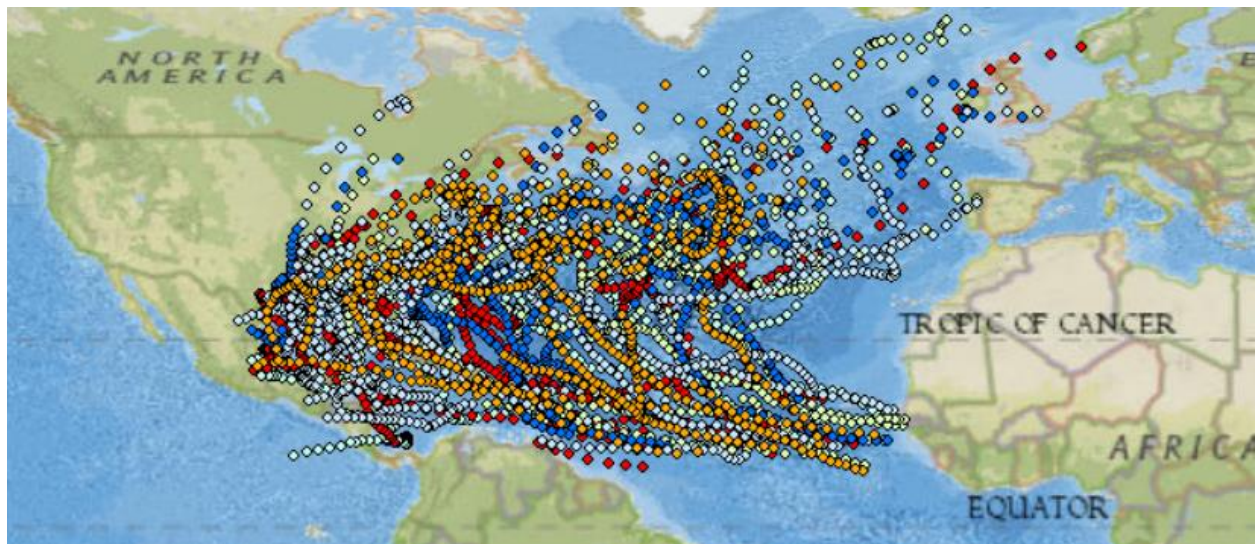 NORTH
AMERICA
TROPIC OF CANCER
AFRICA
EQUATOR